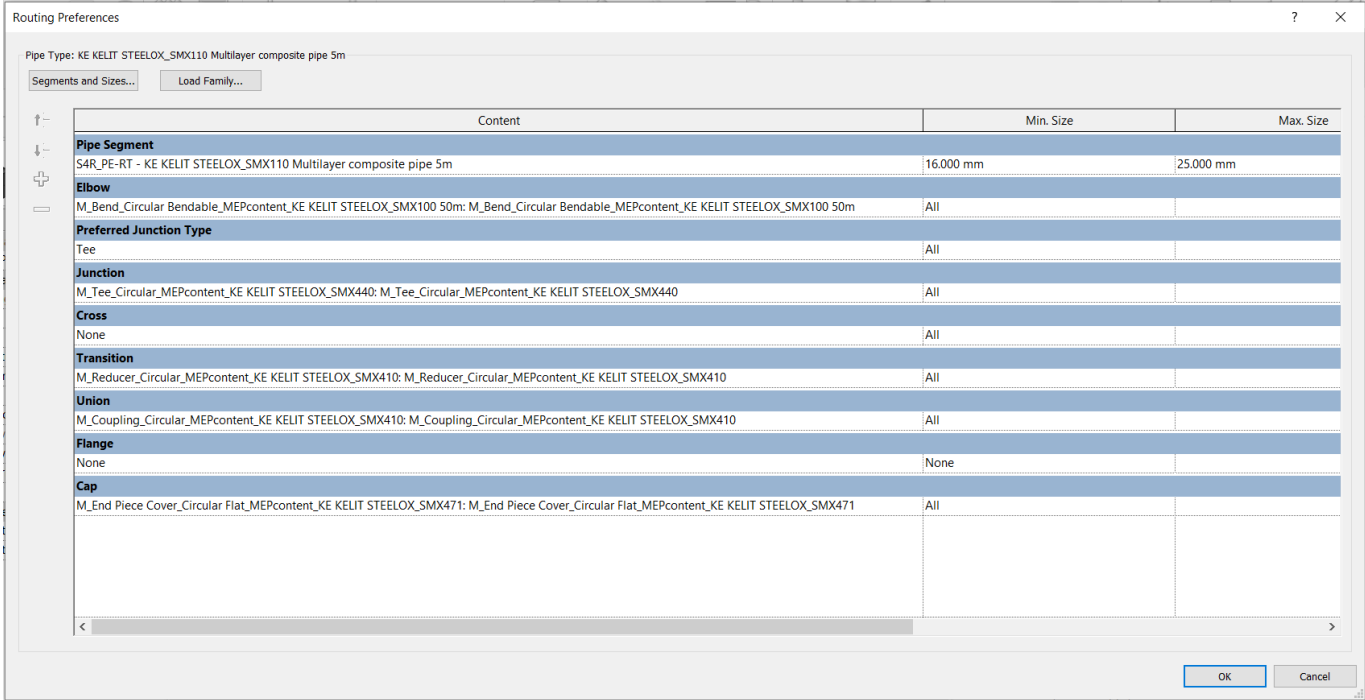 Routing Preferences
?
Pipe Type: KE KELIT STEELOX_SMX110 Multilayer composite pipe 5m
Segments and Sizes... Load Family...
Content Min. Size Max. Size
Pipe Segment
S4R_PE-RT - KE KELIT STEELOX_SMX110 Multilayer composite pipe 5m 16.000 mm 25.000 mm
Elbow
M_Bend_Circular Bendable_MEPcontent_KE KELIT STEELOX_SMX100 50m: M_Bend_Circular Bendable_MEPcontent_KE KELIT STEELOX_SMX100 50m All
Preferred Junction Type
Tee All
Junction
M_Tee_Circular_MEPcontent_KE KELIT STEELOX_SMX440: M_Tee_Circular_MEPcontent_KE KELIT STEELOX_SMX440 All
Cross
None All
Transition
M_Reducer_Circular_MEPcontent_KE KELIT STEELOX_SMX410: M_Reducer_Circular_MEPcontent_KE KELIT STEELOX_SMX410 All
Union
M_Coupling_Circular_MEPcontent_KE KELIT STEELOX_SMX410: M_Coupling_Circular_MEPcontent_KE KELIT STEELOX_SMX410 All
Flange
None None
Cap
M_End Piece Cover_Circular Flat_MEPcontent_KE KELIT STEELOX_SMX471: M_End Piece Cover_Circular Flat_MEPcontent_KE KELIT STEELOX_SMX471 All
OK Cancel